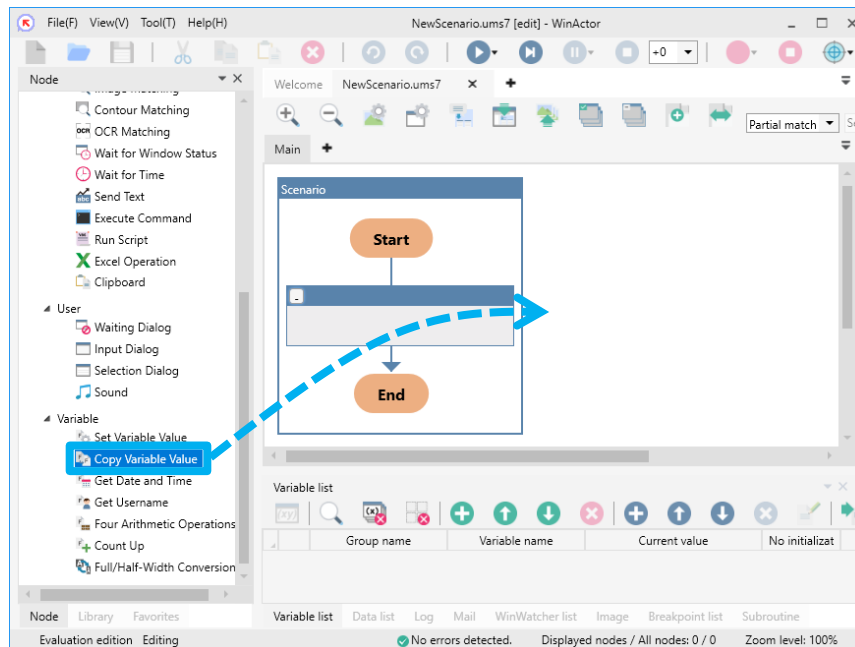 File(F) View(V) Tool(T) Help(H) NewScenario.ums7 [edit] - WinActor
+0
Node
Welcome NewScenario.ums7
Contour Matching
OCR Matching
Partial match
Wait for Window Status
Main
Wait for Time
Send Text
Scenario
Execute Command
Run Script
Start
Excel Operation
Clipboard
User
Waiting Dialog
Input Dialog
Selection Dialog
Sound
End
Variable
Set Variable Value
Copy Variable Value
Get Date and Time
Variable list
Get Username
Four Arithmetic Operations
Count Up
Group name Variable name Current value No initializat
Full/Half-Width Conversion
Node Library Favorites Variable list Data list Log Mail WinWatcher list Image Breakpoint list Subroutine
Evaluation edition Editing No errors detected. Displayed nodes / All nodes: 0 / 0 Zoom level: 100%